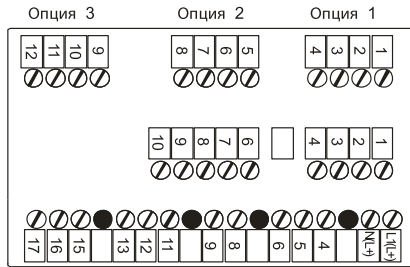 Опция 3 Опция 2 Опция 1
12 11 10 9 8 7 6 5 4 3 2 1
10 9 8 7 6 4 3 2 1
17 16 15 13 12 11 9 8 6 5 4 N(L+) L1(L+)